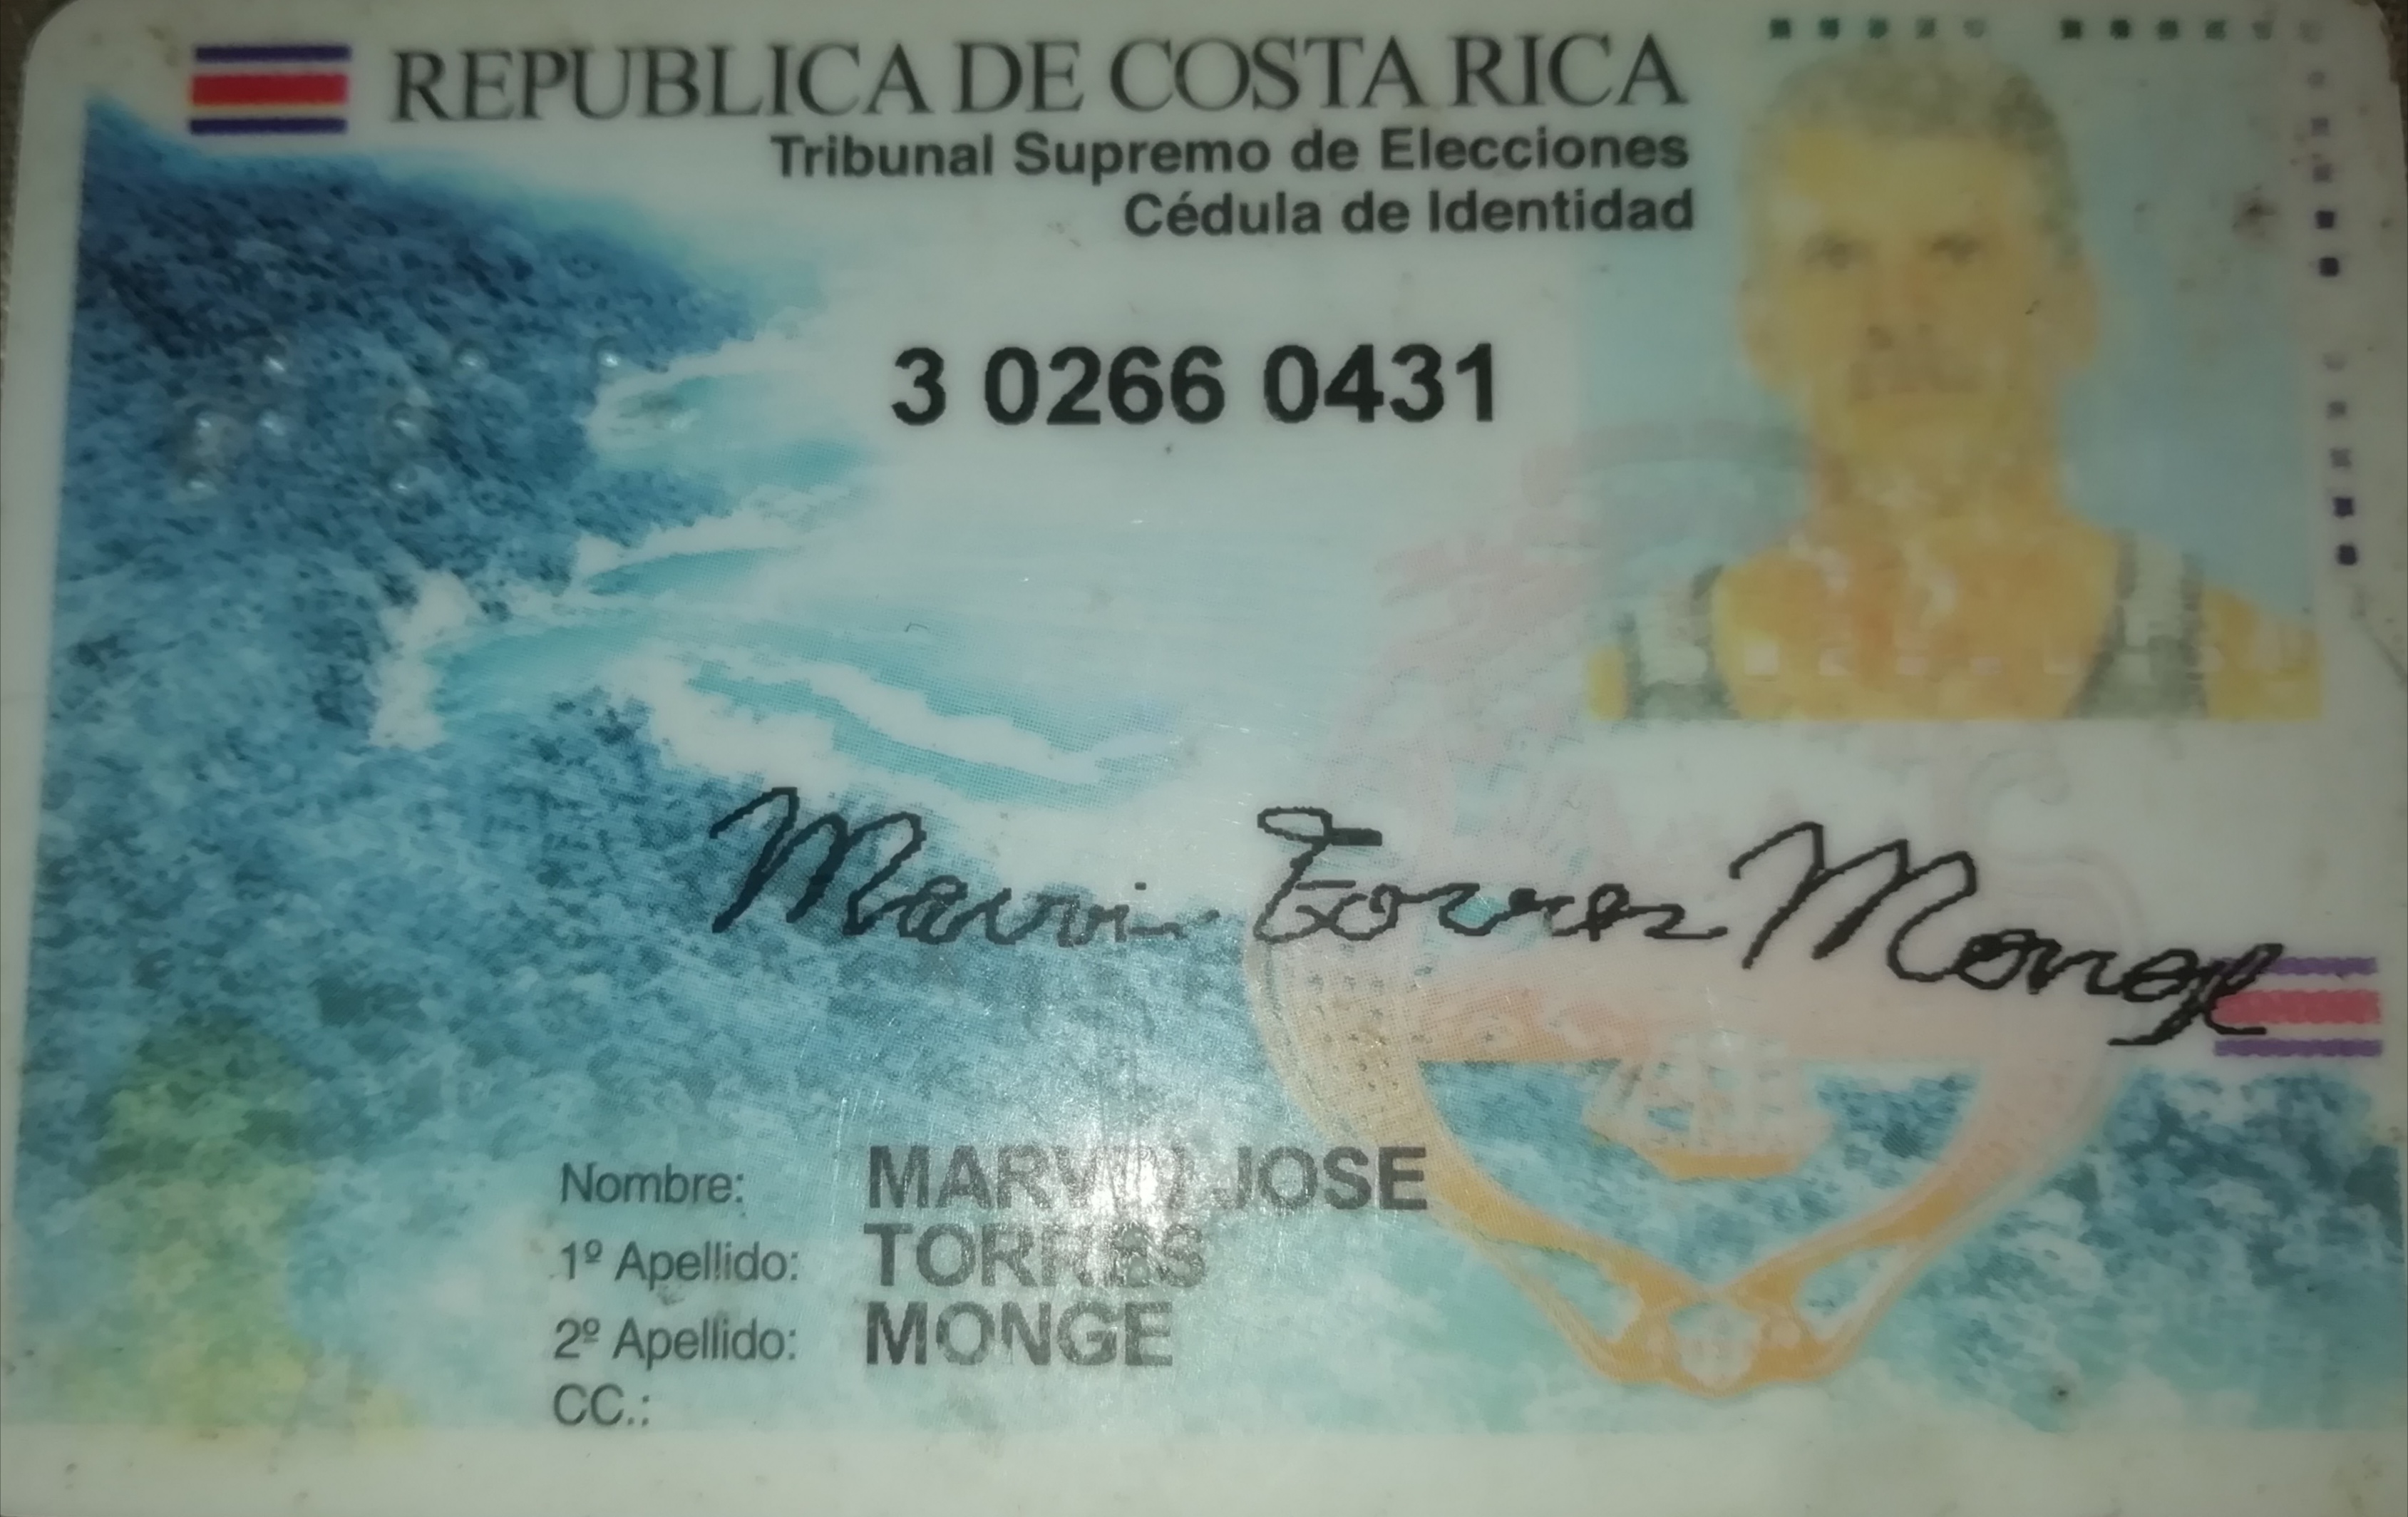 REPUBLICA DE COSTA RICA
Tribunal Supremo de Elecciones
Cédula de Identidad
3 0266 0431
Marvin Torres Monge
Nombre: MARVIN JOSE
1º Apellido: TORRES
2º Apellido: MONGE
CC.: